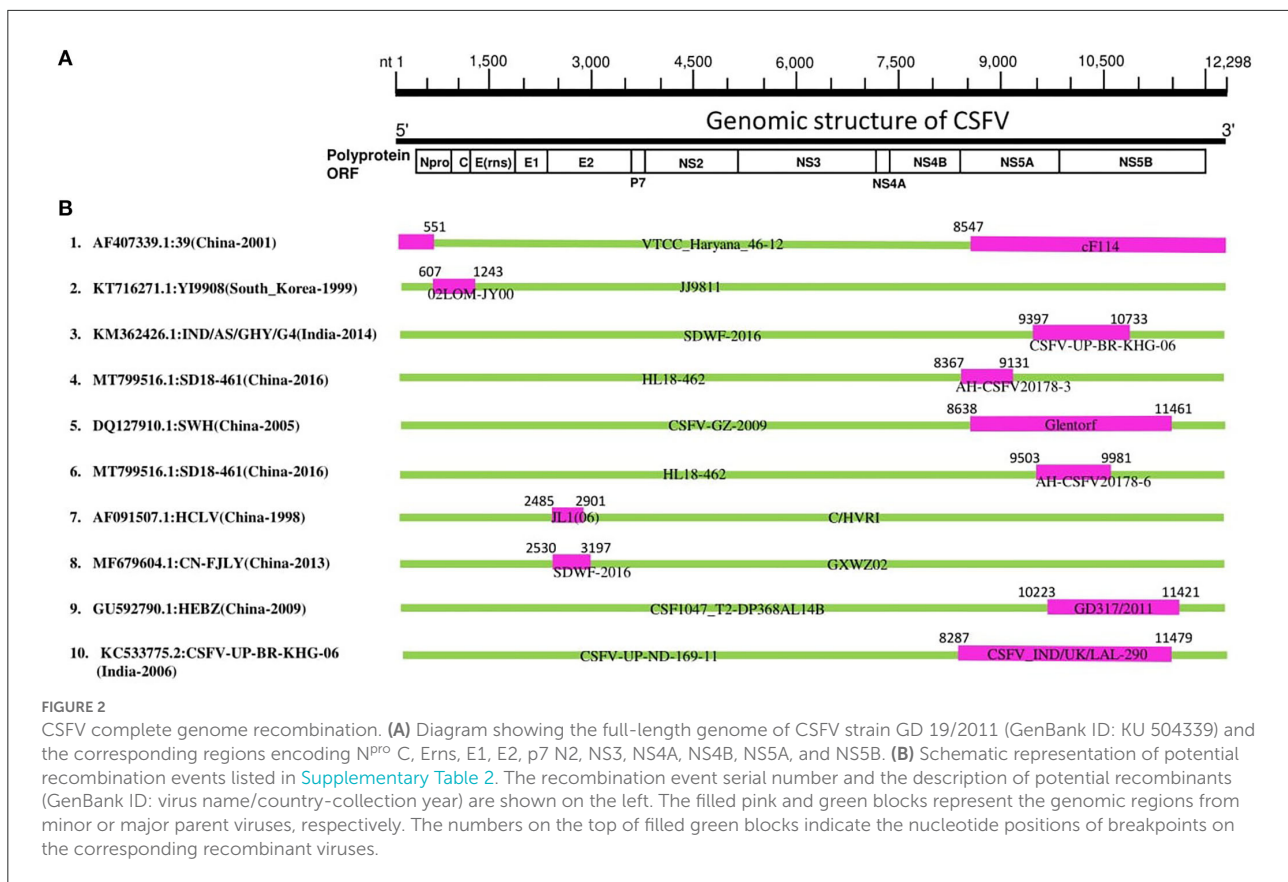 A
nt 1 1,500 3,000 4,500 6,000 7,500 9,000 10,500 12,298
Genomic structure of CSFV
5' 3'
Polyprotein ORF
Npro C E(rns) E1 E2 NS2 NS3 NS4B NS5A NS5B
P7 NS4A
B
551 8547
1. AF407339.1:39(China-2001) VTCC_Haryana_46-12 cF114
607 1243
2. KT716271.1:YI9908(South_Korea-1999) 02LOM-JY00 JJ9811
9397 10733
3. KM362426.1:IND/AS/GHY/G4(India-2014) SDWF-2016 CSFV-UP-BR-KHG-06
8367 9131
4. MT799516.1:SD18-461(China-2016) HL18-462 AH-CSFV20178-3
8638 11461
5. DQ127910.1:SWH(China-2005) CSFV-GZ-2009 Glentorf
9503 9981
6. MT799516.1:SD18-461(China-2016) HL18-462 AH-CSFV20178-6
2485 2901
7. AF091507.1:HCLV(China-1998) JL1(06) C/HVRI
2530 3197
8. MF679604.1:CN-FJLY(China-2013) SDWF-2016 GXWZ02
10223 11421
9. GU592790.1:HEBZ(China-2009) CSF1047_T2-DP368AL14B GD317/2011
8287 11479
10. KC533775.2:CSFV-UP-BR-KHG-06 CSFV-UP-ND-169-11 CSFV_IND/UK/LAL-290
(India-2006)
FIGURE 2
CSFV complete genome recombination. (A) Diagram showing the full-length genome of CSFV strain GD 19/2011 (GenBank ID: KU 504339) and
the corresponding regions encoding Npro C, Erns, E1, E2, p7 N2, NS3, NS4A, NS4B, NS5A, and NS5B. (B) Schematic representation of potential
recombination events listed in Supplementary Table 2. The recombination event serial number and the description of potential recombinants
(GenBank ID: virus name/country-collection year) are shown on the left. The filled pink and green blocks represent the genomic regions from
minor or major parent viruses, respectively. The numbers on the top of filled green blocks indicate the nucleotide positions of breakpoints on
the corresponding recombinant viruses.